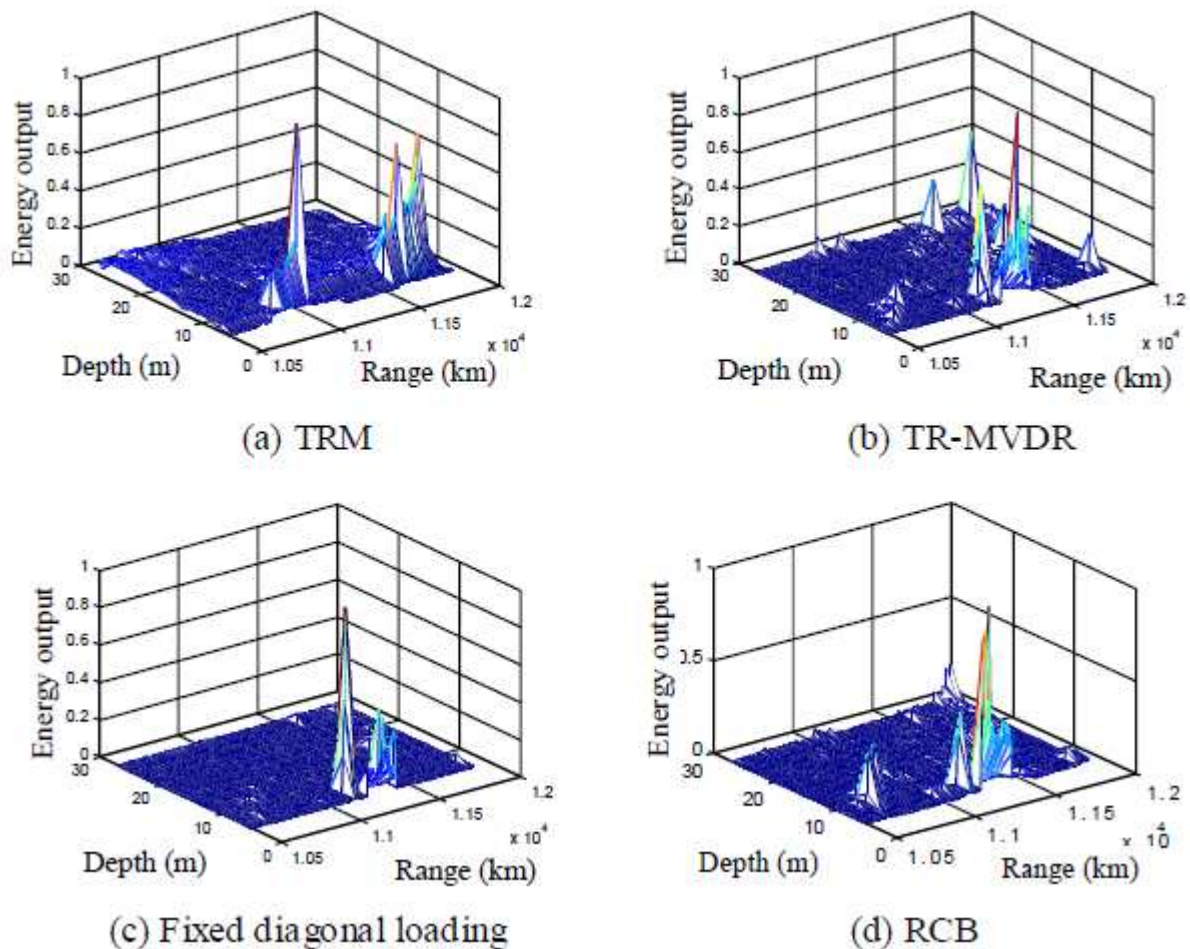 1
0.8
0.6
0.4
0.2
0
Energy output
30
20
10
0
Depth (m)
1.05
1.1
1.15
1.2
x 10^4
Range (km)
(a) TRM
1
0.8
0.6
0.4
0.2
0
Energy output
30
20
10
0
Depth (m)
1.05
1.1
1.15
1.2
x 10^4
Range (km)
(b) TR-MVDR
1
0.8
0.6
0.4
0.2
0
Energy output
30
20
10
0
Depth (m)
1.05
1.1
1.15
1.2
x 10^4
Range (km)
(c) Fixed diagonal loading
1
0.5
0
Energy output
30
20
10
0
Depth (m)
1.05
1.1
1.15
1.2
x 10^4
Range (km)
(d) RCB